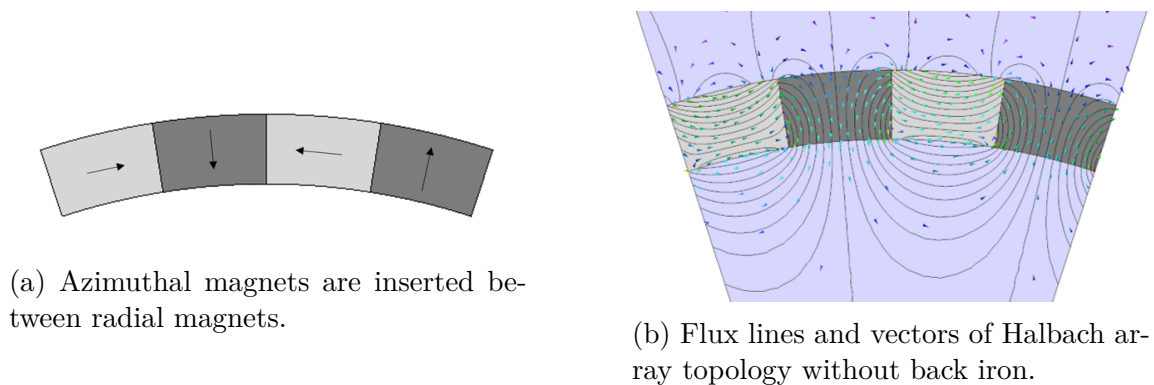 (a) Azimuthal magnets are inserted be-
tween radial magnets.
(b) Flux lines and vectors of Halbach ar-
ray topology without back iron.